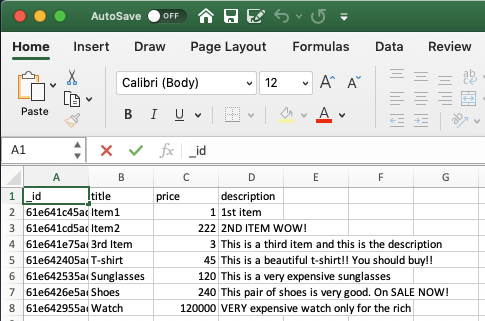 AutoSave OFF
Home Insert Draw Page Layout Formulas Data Review
Paste Calibri (Body) 12 A A ab
B I U A
A1 fx _id
A B C D E F G
1 _id title price description
2 61e641c45a Item1 1 1st item
3 61e641cd5a Item2 222 2ND ITEM WOW!
4 61e641e75a 3rd Item 3 This is a third item and this is the description
5 61e642405a T-shirt 45 This is a beautiful t-shirt!! You should buy!!
6 61e642535a Sunglasses 120 This is a very expensive sunglasses
7 61e6426e5a Shoes 240 This pair of shoes is very good. On SALE NOW!
8 61e642955a Watch 120000 VERY expensive watch only for the rich